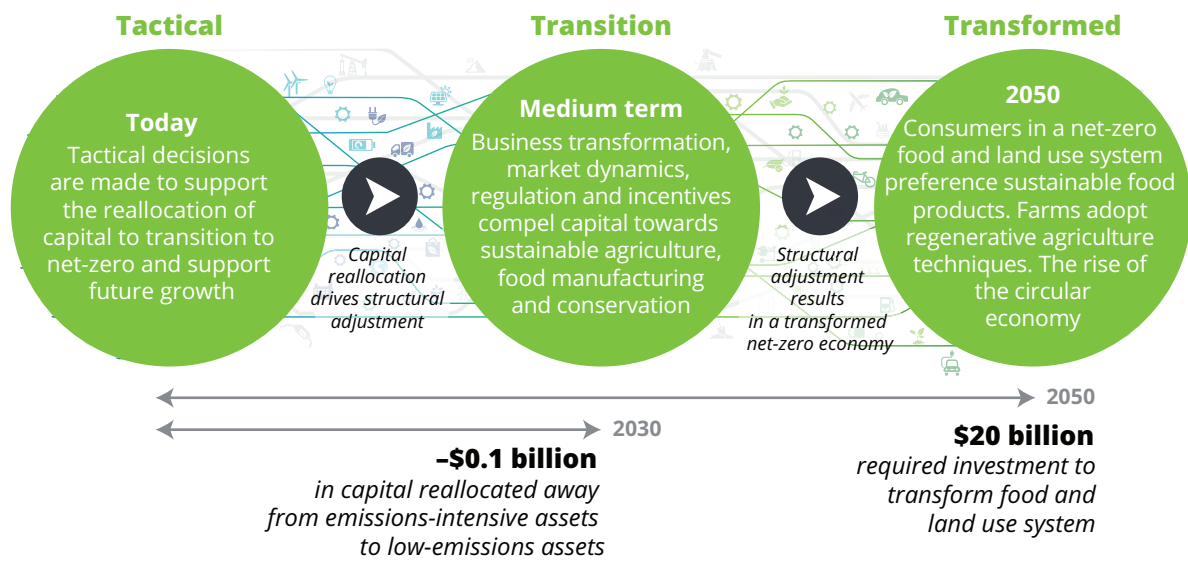 Tactical
Today
Tactical decisions
are made to support
the reallocation of
capital to transition to
net-zero and support
future growth
Capital
reallocation
drives structural
adjustment
Transition
Medium term
Business transformation,
market dynamics,
regulation and incentives
compel capital towards
sustainable agriculture,
food manufacturing
and conservation
Structural
adjustment
results
in a transformed
net-zero economy
Transformed
2050
Consumers in a net-zero
food and land use system
preference sustainable food
products. Farms adopt
regenerative agriculture
techniques. The rise of
the circular
economy
2050
2030
–$0.1 billion
in capital reallocated away
from emissions-intensive assets
to low-emissions assets
$20 billion
required investment to
transform food and
land use system